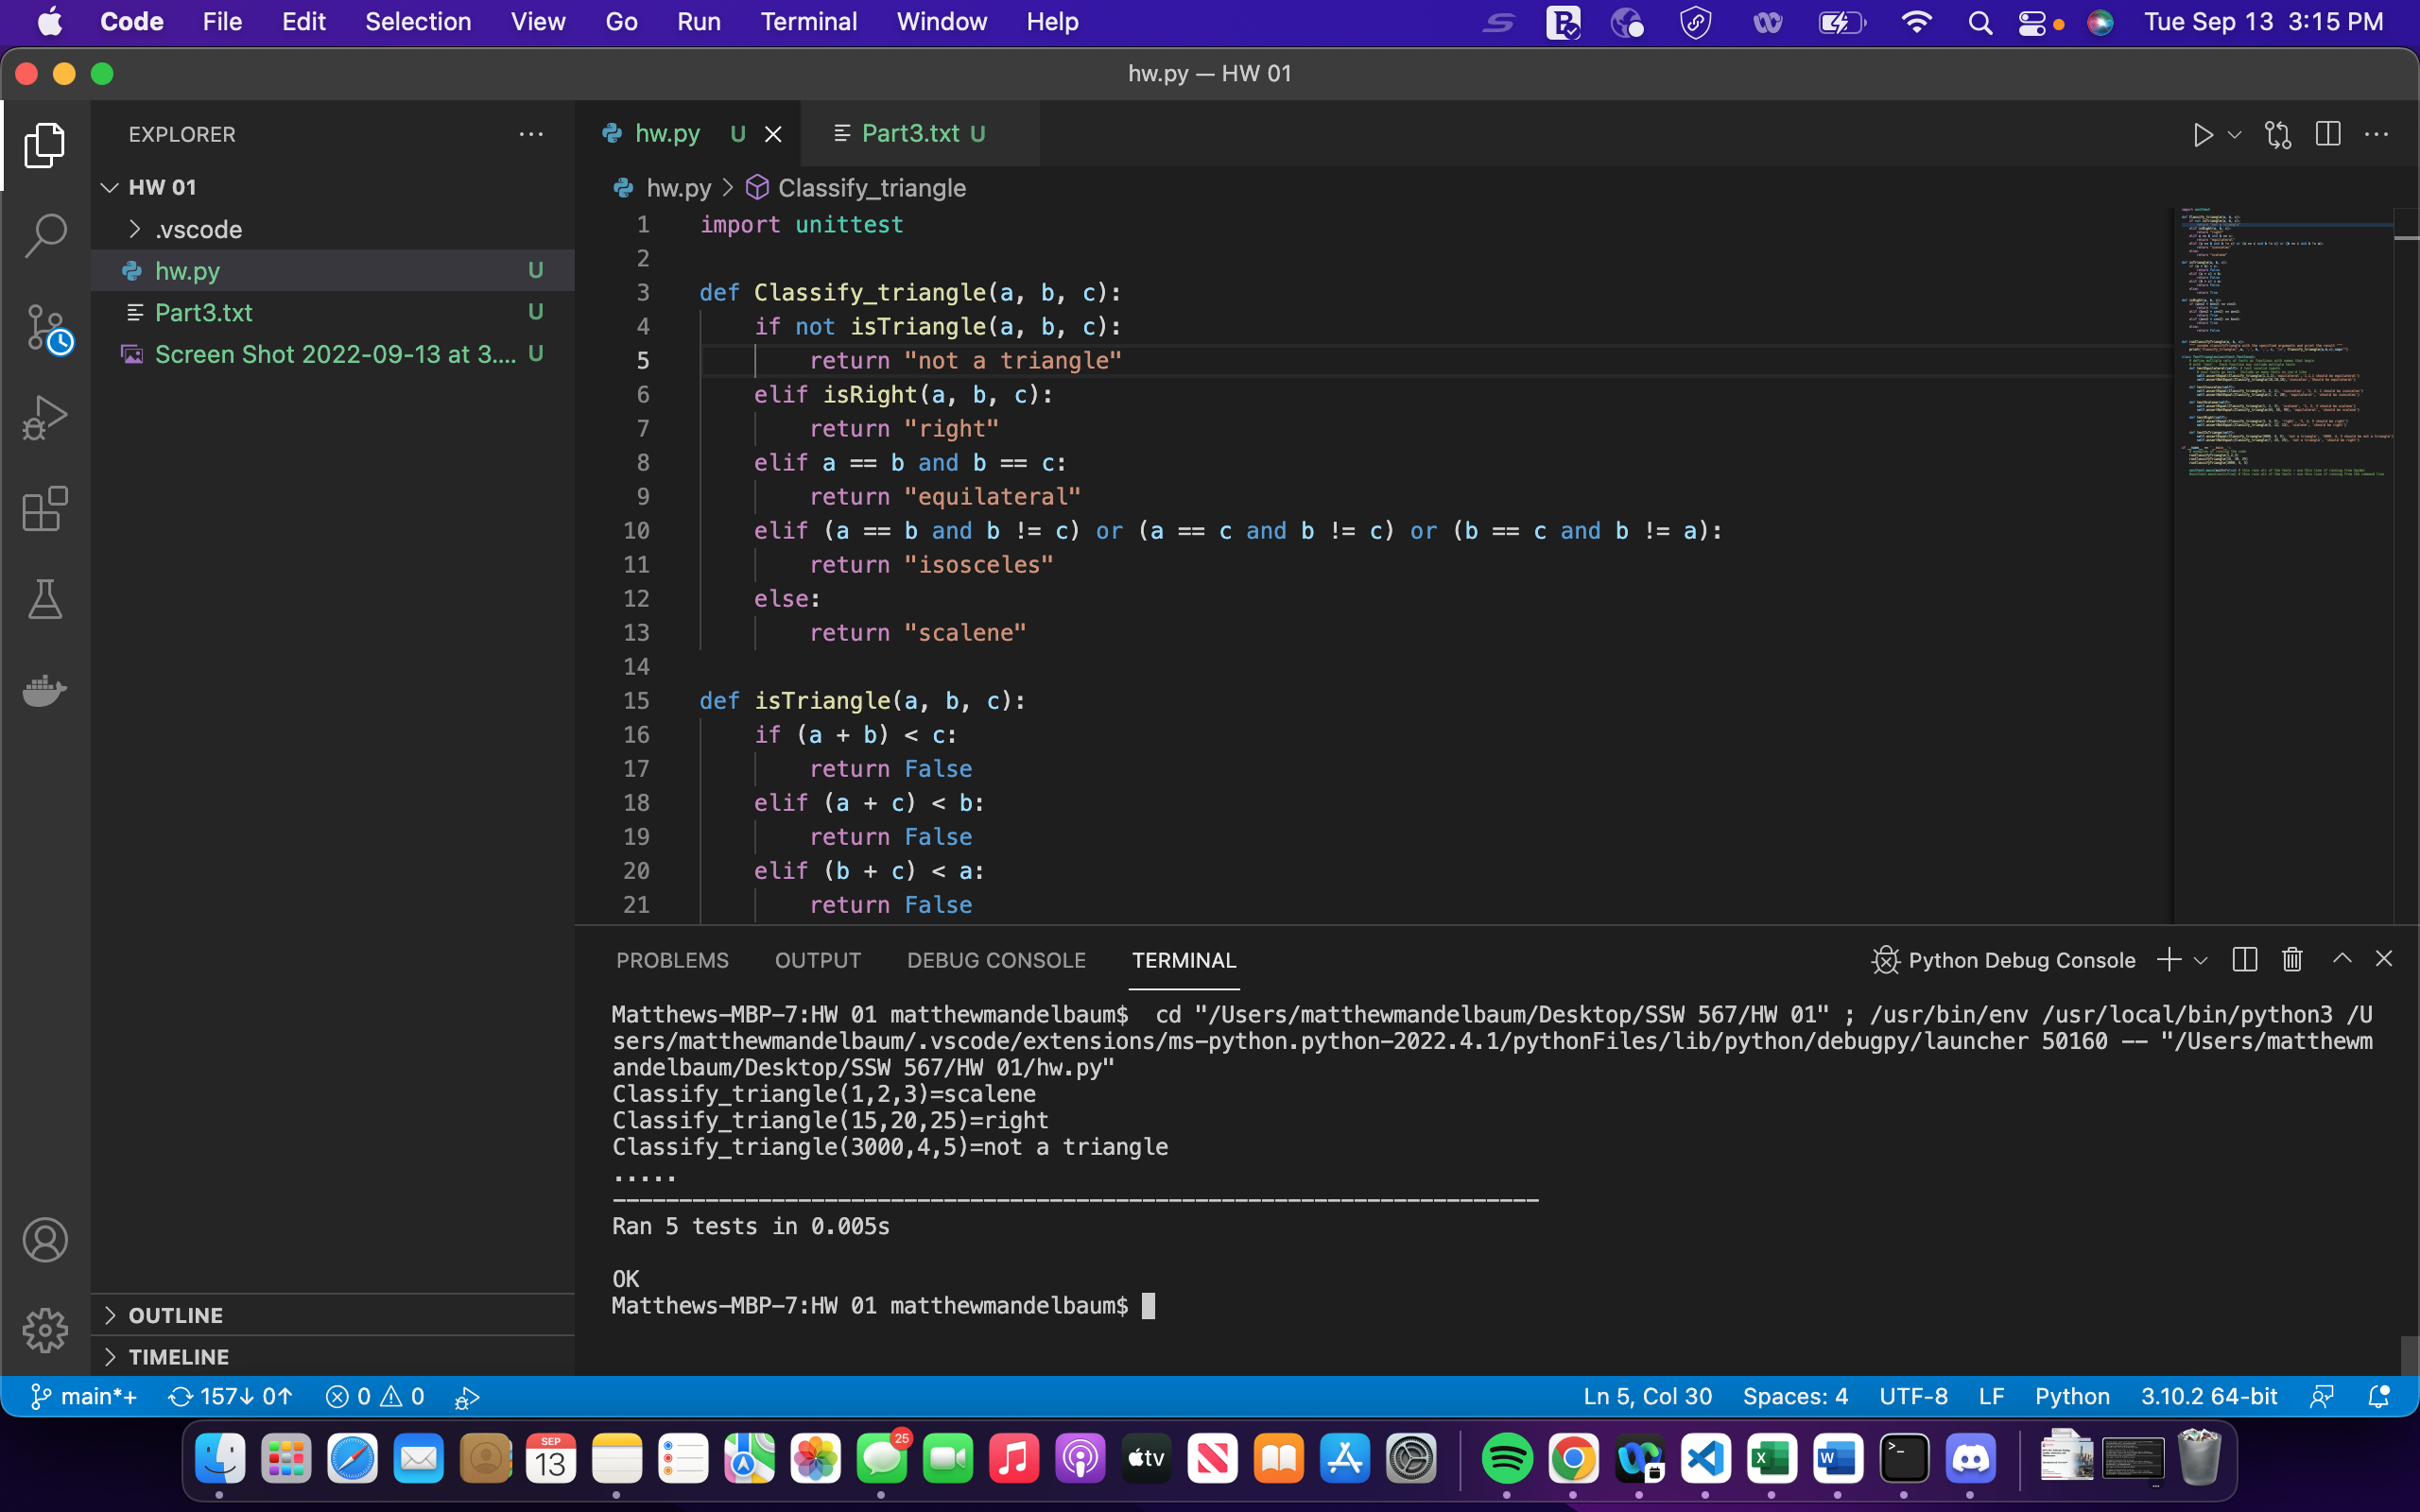 Code File Edit Selection View Go Run Terminal Window Help Tue Sep 13 3:15 PM
hw.py — HW 01
EXPLORER
HW 01
.vscode
hw.py U
Part3.txt U
Screen Shot 2022-09-13 at 3.... U
hw.py U Part3.txt U
hw.py > Classify_triangle
1 import unittest
2
3 def Classify_triangle(a, b, c):
4 if not isTriangle(a, b, c):
5 return "not a triangle"
6 elif isRight(a, b, c):
7 return "right"
8 elif a == b and b == c:
9 return "equilateral"
10 elif (a == b and b != c) or (a == c and b != c) or (b == c and b != a):
11 return "isosceles"
12 else:
13 return "scalene"
14
15 def isTriangle(a, b, c):
16 if (a + b) < c:
17 return False
18 elif (a + c) < b:
19 return False
20 elif (b + c) < a:
21 return False
PROBLEMS OUTPUT DEBUG CONSOLE TERMINAL Python Debug Console
Matthews-MBP-7:HW 01 matthewmandelbaum$  cd "/Users/matthewmandelbaum/Desktop/SSW 567/HW 01" ; /usr/bin/env /usr/local/bin/python3 /U
sers/matthewmandelbaum/.vscode/extensions/ms-python.python-2022.4.1/pythonFiles/lib/python/debugpy/launcher 50160 -- "/Users/matthewm
andelbaum/Desktop/SSW 567/HW 01/hw.py"
Classify_triangle(1,2,3)=scalene
Classify_triangle(15,20,25)=right
Classify_triangle(3000,4,5)=not a triangle
.....
----------------------------------------------------------------------
Ran 5 tests in 0.005s
OK
Matthews-MBP-7:HW 01 matthewmandelbaum$
OUTLINE
TIMELINE
main*+ 157↓ 0↑ 0 0 Ln 5, Col 30 Spaces: 4 UTF-8 LF Python 3.10.2 64-bit
SEP
13
25
tv